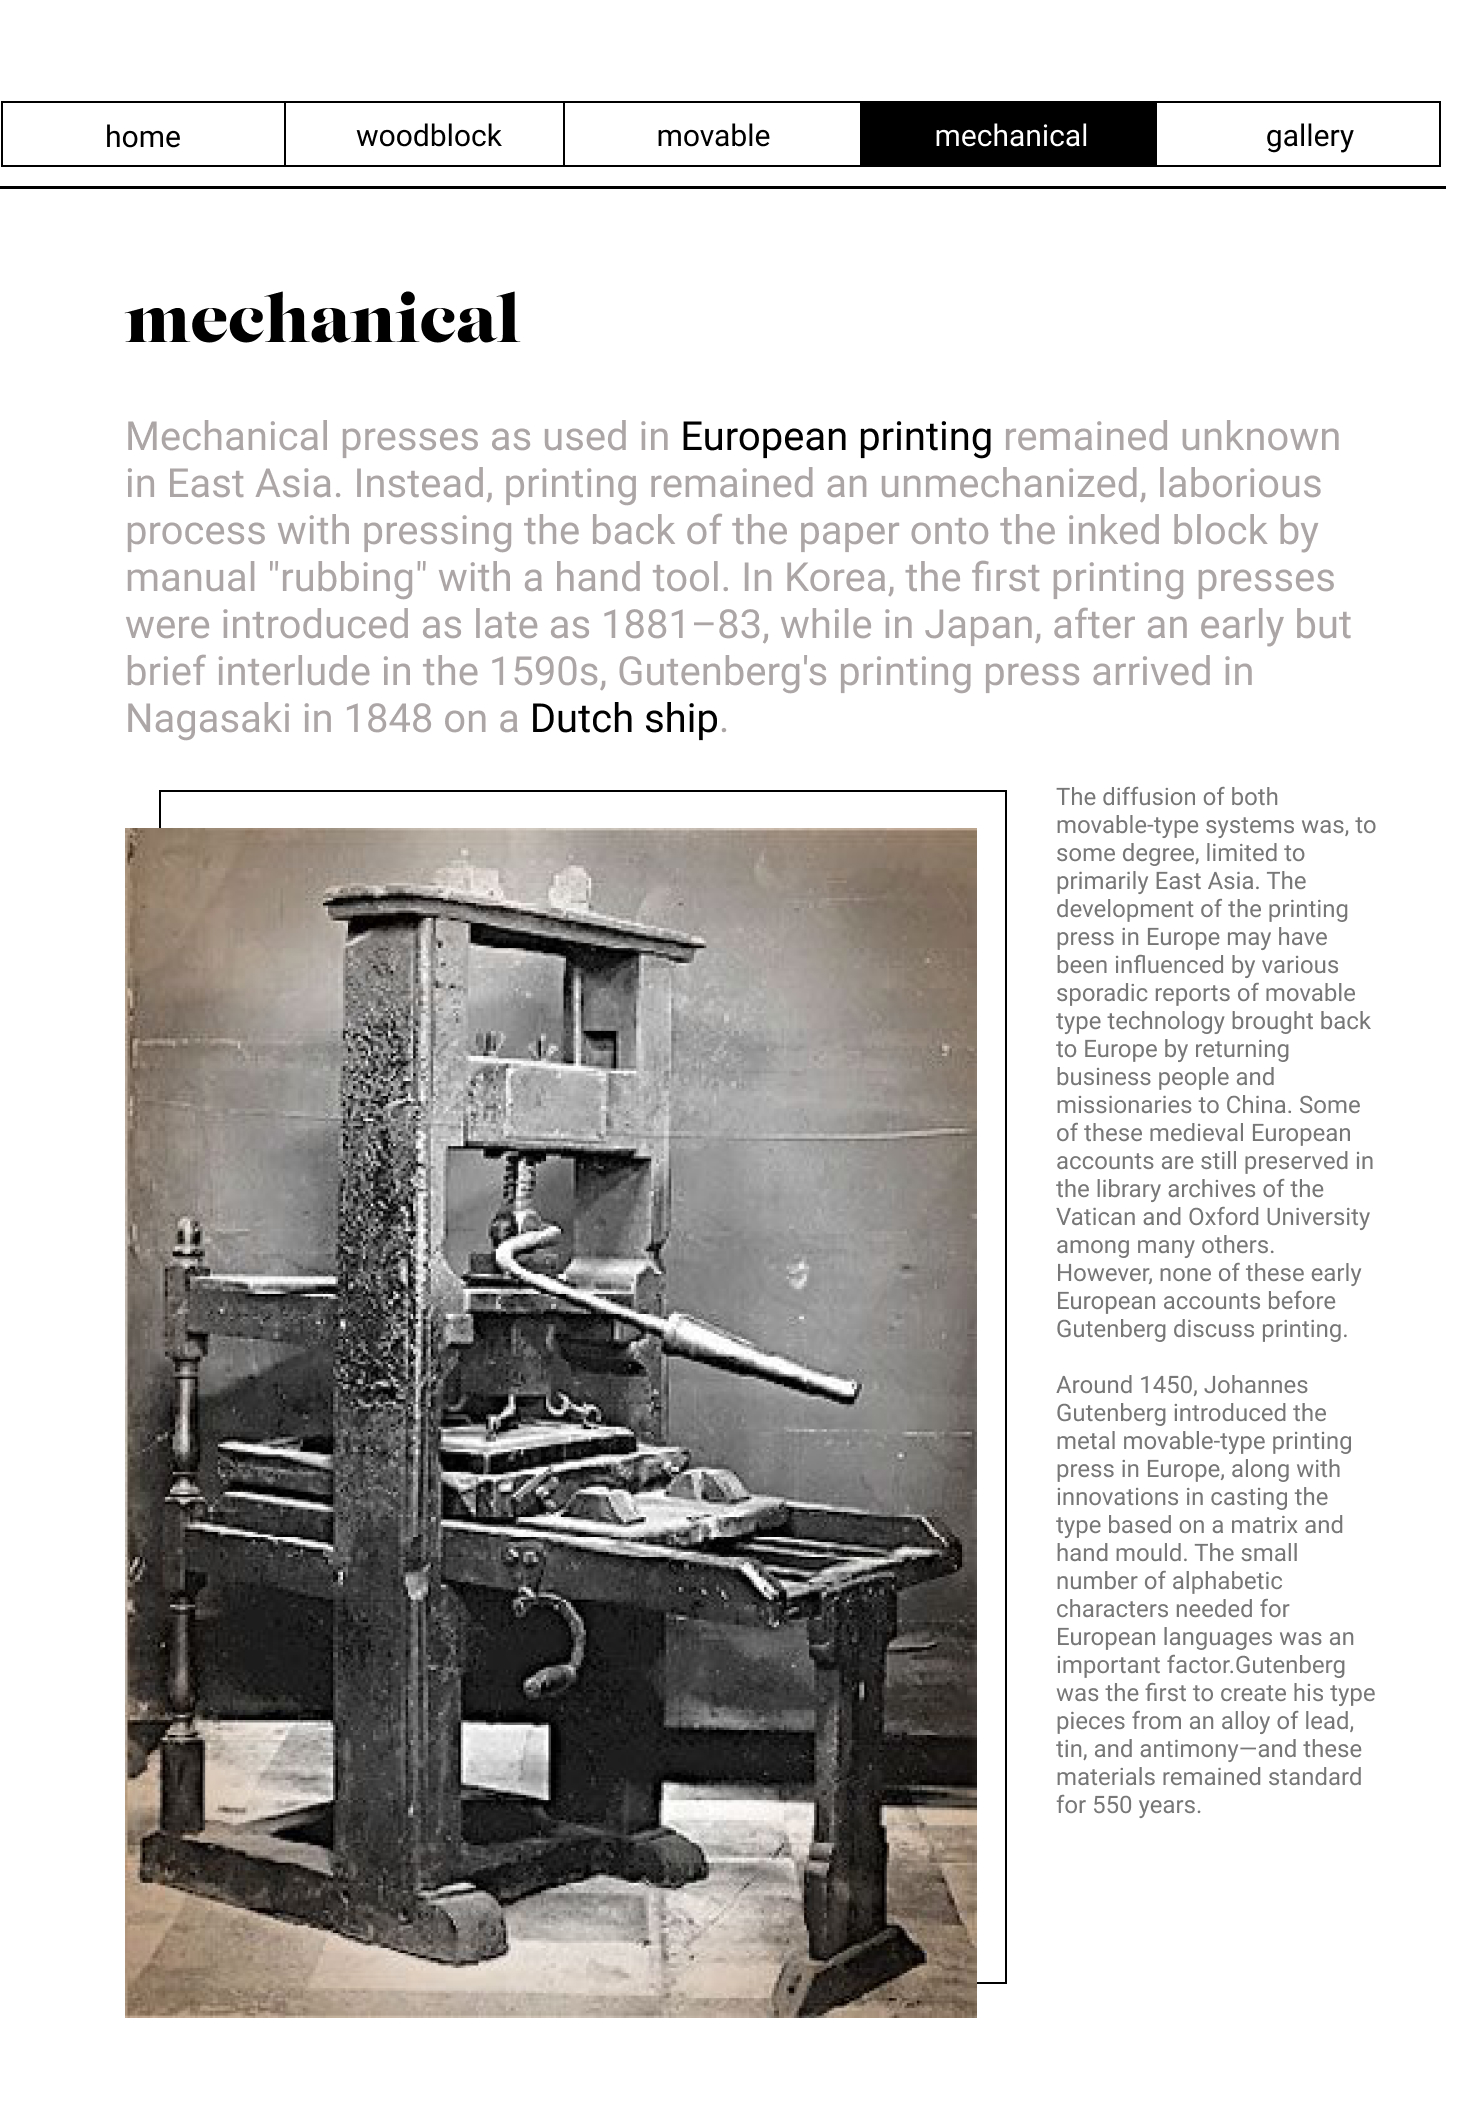 home
woodblock
movable
mechanical
gallery
mechanical
Mechanical presses as used in European printing remained unknown
in East Asia. Instead, printing remained an unmechanized, laborious
process with pressing the back of the paper onto the inked block by
manual "rubbing" with a hand tool. In Korea, the first printing presses
were introduced as late as 1881–83, while in Japan, after an early but
brief interlude in the 1590s, Gutenberg's printing press arrived in
Nagasaki in 1848 on a Dutch ship.
The diffusion of both
movable-type systems was, to
some degree, limited to
primarily East Asia. The
development of the printing
press in Europe may have
been influenced by various
sporadic reports of movable
type technology brought back
to Europe by returning
business people and
missionaries to China. Some
of these medieval European
accounts are still preserved in
the library archives of the
Vatican and Oxford University
among many others.
However, none of these early
European accounts before
Gutenberg discuss printing.
Around 1450, Johannes
Gutenberg introduced the
metal movable-type printing
press in Europe, along with
innovations in casting the
type based on a matrix and
hand mould. The small
number of alphabetic
characters needed for
European languages was an
important factor.Gutenberg
was the first to create his type
pieces from an alloy of lead,
tin, and antimony—and these
materials remained standard
for 550 years.